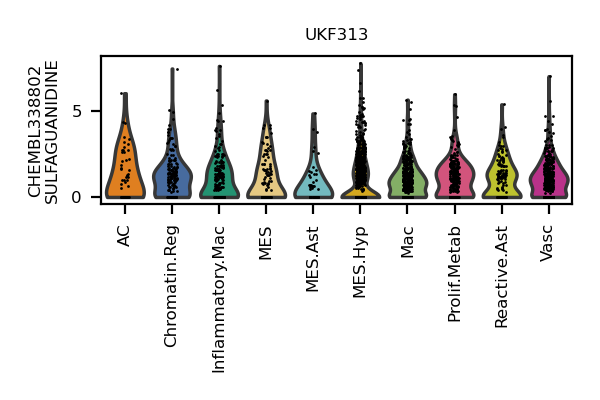 UKF313
CHEMBL338802
SULFAGUANIDINE
5
0
AC
Chromatin.Reg
Inflammatory.Mac
MES
MES.Ast
MES.Hyp
Mac
Prolif.Metab
Reactive.Ast
Vasc